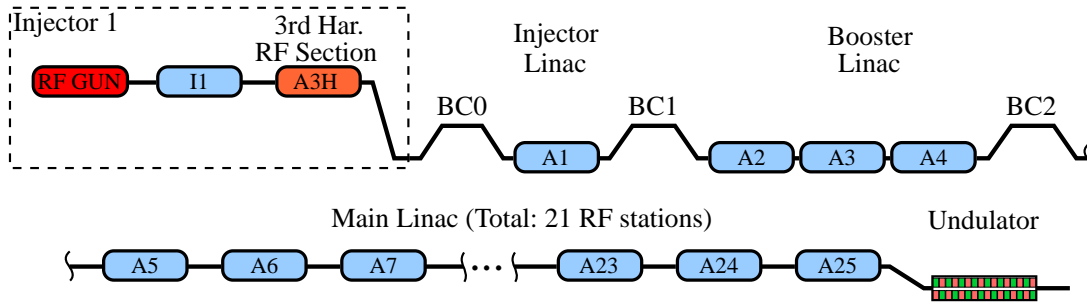 Injector 1
3rd Har.
RF Section
RF GUN
I1
A3H
BC0
Injector
Linac
A1
BC1
Booster
Linac
A2
A3
A4
BC2
Main Linac (Total: 21 RF stations)
Undulator
A5
A6
A7
...
A23
A24
A25